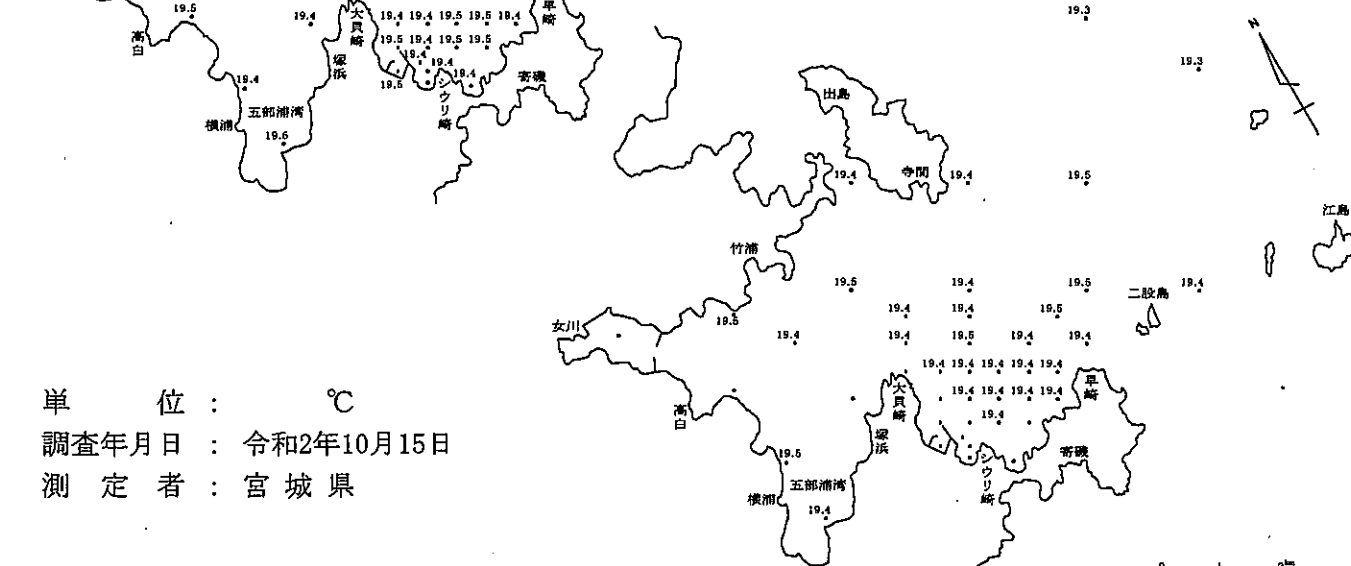 19.5 19.4 19.4 19.4 19.5 19.5 19.4 19.3
大貝崎
早崎
高白
19.5 19.4 19.5 19.5
19.4
19.4
塚浜
19.3
19.4
19.5
19.4
寄磯
出島
シウリ崎
五部浦湾
横浦
19.4 寺間 19.4 19.5
江島
竹浦
19.5 19.4 19.5 19.4
二股島
19.4 19.4 19.5
19.5
女川
19.4 19.4 19.5 19.4 19.4
19.4 19.4 19.4 19.4 19.4
大貝崎
早崎
19.4 19.4 19.4 19.4
高白
19.4
塚浜
単位 : ℃
調査年月日 : 令和2年10月15日
19.5
寄磯
シウリ崎
測定者 : 宮城県
五部浦湾
横浦
19.4